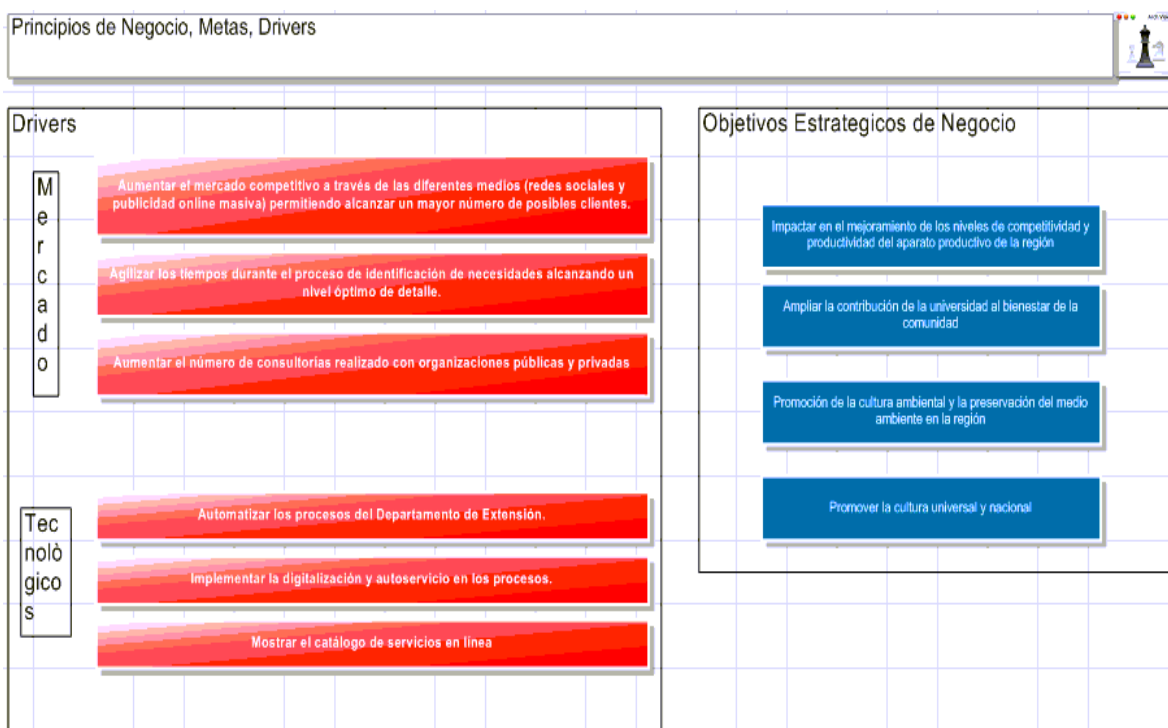 Principios de Negocio, Metas, Drivers
Drivers
Mercado
Aumentar el mercado competitivo a través de las diferentes medios (redes sociales y
publicidad online masiva) permitiendo alcanzar un mayor número de posibles clientes.
Agilizar los tiempos durante el proceso de identificación de necesidades alcanzando un
nivel óptimo de detalle.
Aumentar el número de consultorías realizado con organizaciones públicas y privadas
Tec
nolò
gico
s
Automatizar los procesos del Departamento de Extensión.
Implementar la digitalización y autoservicio en los procesos.
Mostrar el catálogo de servicios en línea
Objetivos Estrategicos de Negocio
Impactar en el mejoramiento de los niveles de competitividad y
productividad del aparato productivo de la región
Ampliar la contribución de la universidad al bienestar de la
comunidad
Promoción de la cultura ambiental y la preservación del medio
ambiente en la región
Promover la cultura universal y nacional